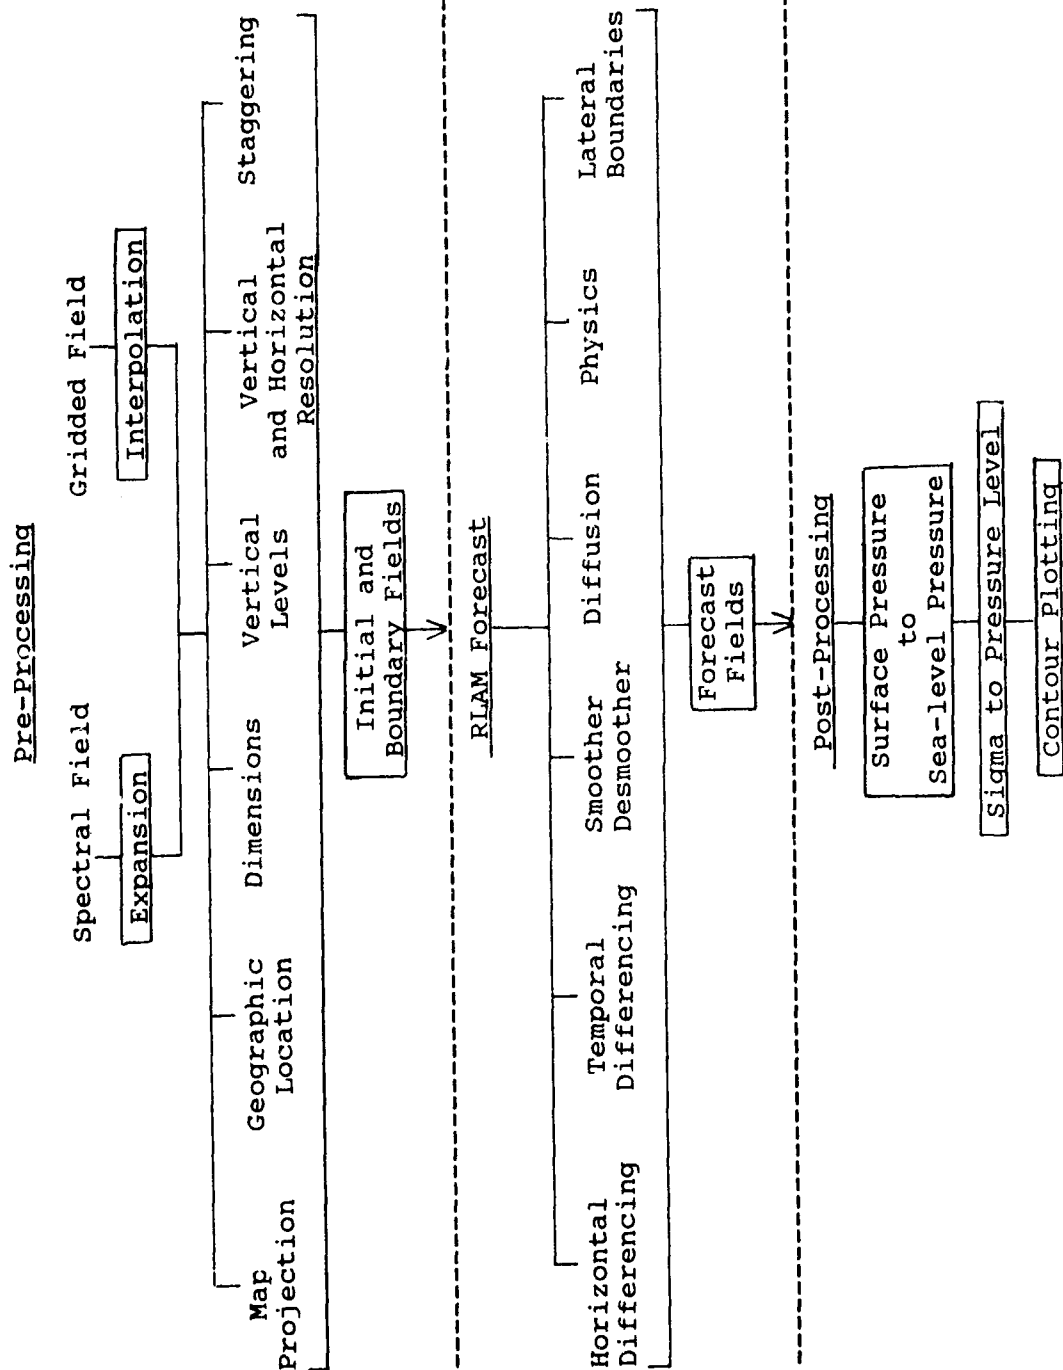 Pre-Processing
Spectral Field
Gridded Field
Expansion
Interpolation
Map
Projection
Geographic
Location
Dimensions
Vertical
Levels
Vertical
and Horizontal
Resolution
Staggering
Initial and
Boundary Fields
RLAM Forecast
Horizontal
Differencing
Temporal
Differencing
Smoother
Desmoother
Diffusion
Physics
Lateral
Boundaries
Forecast
Fields
Post-Processing
Surface Pressure
to
Sea-level Pressure
Sigma to Pressure Level
Contour Plotting